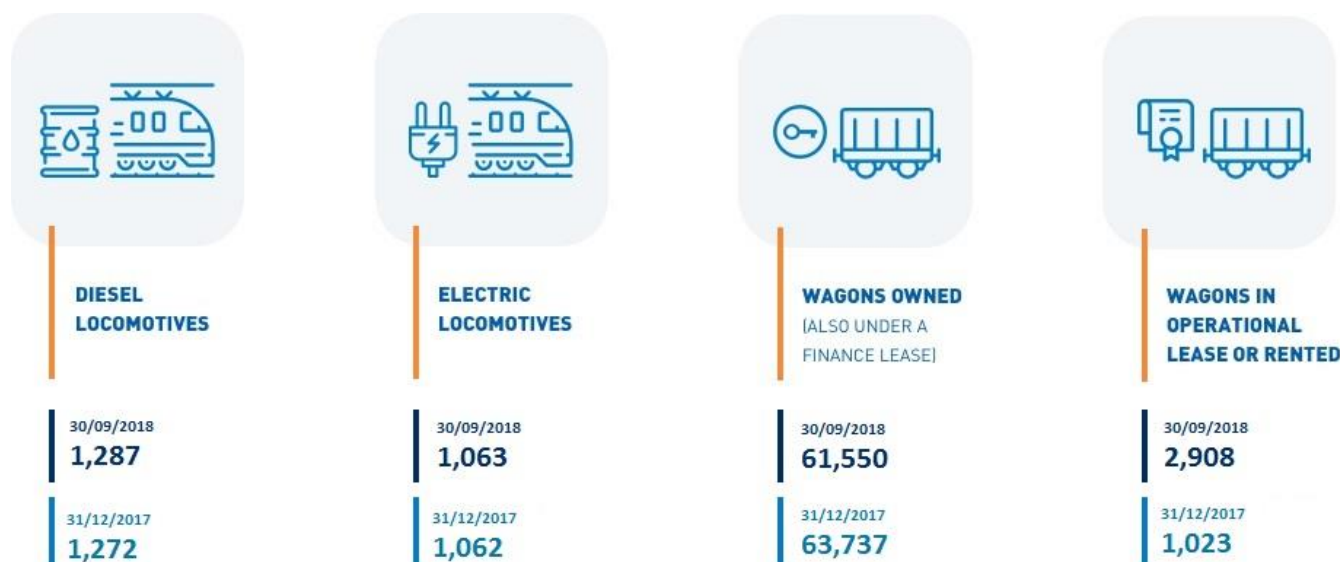 DIESEL
LOCOMOTIVES
30/09/2018
1,287
31/12/2017
1,272
ELECTRIC
LOCOMOTIVES
30/09/2018
1,063
31/12/2017
1,062
WAGONS OWNED
(ALSO UNDER A
FINANCE LEASE)
30/09/2018
61,550
31/12/2017
63,737
WAGONS IN
OPERATIONAL
LEASE OR RENTED
30/09/2018
2,908
31/12/2017
1,023